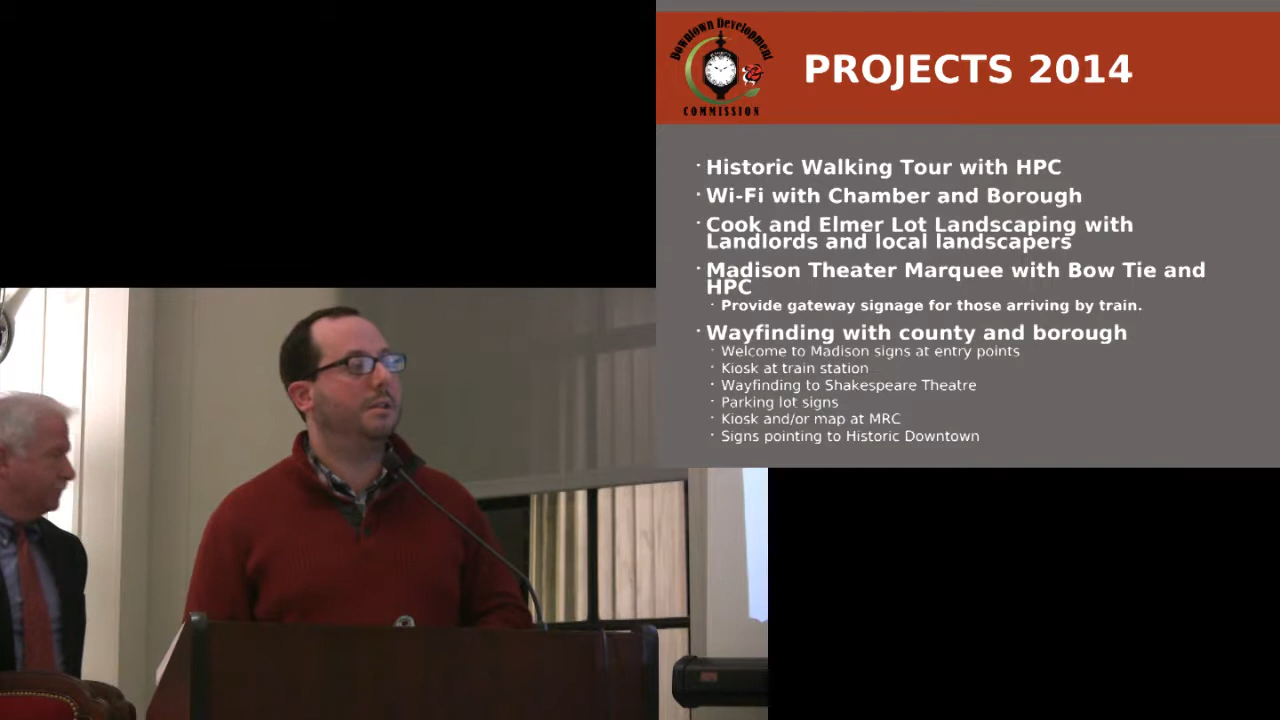 Downtown Development
COMMISSION
PROJECTS 2014
· Historic Walking Tour with HPC
· Wi-Fi with Chamber and Borough
· Cook and Elmer Lot Landscaping with
Landlords and local landscapers
· Madison Theater Marquee with Bow Tie and
HPC
· Provide gateway signage for those arriving by train.
· Wayfinding with county and borough
· Welcome to Madison signs at entry points
· Kiosk at train station
· Wayfinding to Shakespeare Theatre
· Parking lot signs
· Kiosk and/or map at MRC
· Signs pointing to Historic Downtown